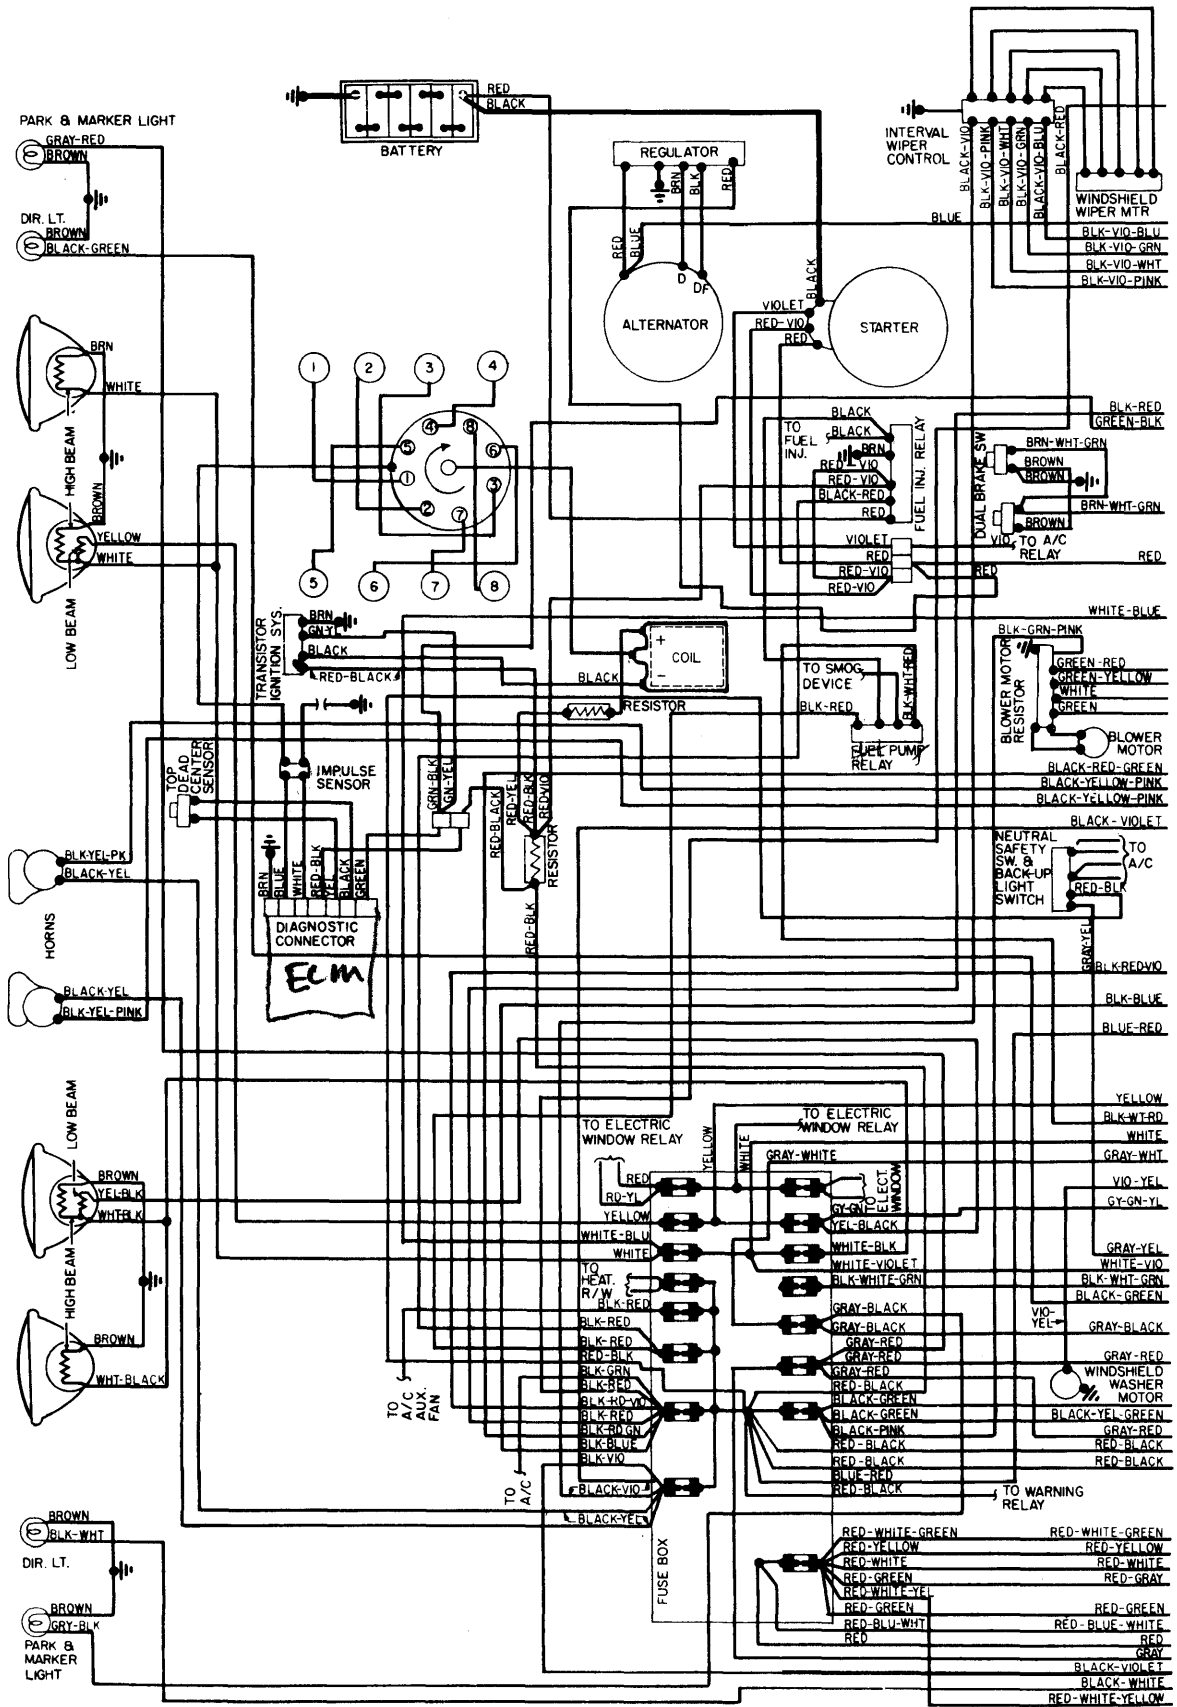 RED
BLACK
BATTERY
PARK & MARKER LIGHT
GRAY-RED
BROWN
DIR. LT.
BROWN
BLACK-GREEN
REGULATOR
RED
BLUE
BRN
BLK
RED
D
DF
ALTERNATOR
BLACK
VIOLET
RED-VIO
RED
STARTER
INTERVAL
WIPER
CONTROL
BLACK-VIO
BLK-VIO-PINK
BLK-VIO-WHT
BLK-VIO-GRN
BLACK-VIO-BLU
BLACK-RED
WINDSHIELD
WIPER MTR
BLUE
BLK-VIO-BLU
BLK-VIO-GRN
BLK-VIO-WHT
BLK-VIO-PINK
BRN
WHITE
HIGH BEAM
BROWN
YELLOW
WHITE
LOW BEAM
1
2
3
4
4
8
5
6
1
3
2
7
5
6
7
8
BLACK
TO
FUEL
INJ.
BLACK
BRN
RED-VIO
RED-VIO
BLACK-RED
RED
FUEL INJ. RELAY
BLK-RED
GREEN-BLK
DUAL BRAKE SW
BRN-WHT-GRN
BROWN
BROWN
BRN-WHT-GRN
BROWN
VIOLET
RED
RED-VIO
RED-VIO
VIO
TO A/C
RELAY
RED
RED
WHITE-BLUE
TRANSISTOR
IGNITION SYS.
BRN
GN-YL
BLACK
RED-BLACK
BLACK
+
COIL
-
RESISTOR
TO SMOG
DEVICE
BLK-WHT-RED
BLK-RED
FUEL PUMP
RELAY
BLK-GRN-PINK
BLOWER MOTOR
RESISTOR
GREEN-RED
GREEN-YELLOW
WHITE
GREEN
BLOWER
MOTOR
BLACK-RED-GREEN
BLACK-YELLOW-PINK
BLACK-YELLOW-PINK
BLACK-VIOLET
TOP
DEAD
CENTER
SENSOR
IMPULSE
SENSOR
GRN-BLK
GN-YEL
RED-BLACK
RED-YEL
RED-BLK
RED-VIO
RESISTOR
RED-BLK
NEUTRAL
SAFETY
SW. &
BACK-UP
LIGHT
SWITCH
TO
A/C
RED-BLK
GRAY-YEL
BLK-YEL-PK
BLACK-YEL
HORNS
BLACK-YEL
BLK-YEL-PINK
BRN
BLUE
WHITE
RED-BLK
YEL
BLACK
GREEN
DIAGNOSTIC
CONNECTOR
ECM
BLK-RED-VIO
BLK-BLUE
BLUE-RED
YELLOW
BLK-WT-RD
WHITE
GRAY-WHT
VIO-YEL
GY-GN-YL
LOW BEAM
BROWN
YEL-BLK
WHT-BLK
HIGH BEAM
BROWN
WHT-BLACK
TO ELECTRIC
WINDOW RELAY
YELLOW
WHITE
TO ELECTRIC
WINDOW RELAY
GRAY-WHITE
RED
RD-YL
YELLOW
WHITE-BLU
WHITE
TO
HEAT.
R/W
BLK-RED
BLK-RED
BLK-RED
RED-BLK
BLK-GRN
BLK-RED
BLK-RD-VIO
BLK-RED
BLK-RD GN
BLK-BLUE
BLK-VIO
BLACK-VIO
BLACK-YEL
TO
A/C
AUX.
FAN
TO
A/C
TO
ELECT.
WINDOW
GY-GN
YEL-BLACK
WHITE-BLK
WHITE-VIOLET
BLK-WHITE-GRN
GRAY-BLACK
GRAY-BLACK
GRAY-RED
GRAY-RED
GRAY-RED
RED-BLACK
BLACK-GREEN
BLACK-GREEN
BLACK-PINK
RED-BLACK
RED-BLACK
BLUE-RED
RED-BLACK
GRAY-YEL
WHITE-VIO
BLK-WHT-GRN
BLACK-GREEN
VIO-
YEL
GRAY-BLACK
GRAY-RED
WINDSHIELD
WASHER
MOTOR
BLACK-YEL-GREEN
GRAY-RED
RED-BLACK
RED-BLACK
TO WARNING
RELAY
FUSE BOX
BROWN
BLK-WHT
DIR. LT.
BROWN
GRY-BLK
PARK &
MARKER
LIGHT
RED-WHITE-GREEN
RED-YELLOW
RED-WHITE
RED-GREEN
RED-WHITE-YEL
RED-GREEN
RED-BLU-WHT
RED
RED-WHITE-GREEN
RED-YELLOW
RED-WHITE
RED-GRAY
RED-GREEN
RED-BLUE-WHITE
RED
GRAY
BLACK-VIOLET
BLACK-WHITE
RED-WHITE-YELLOW